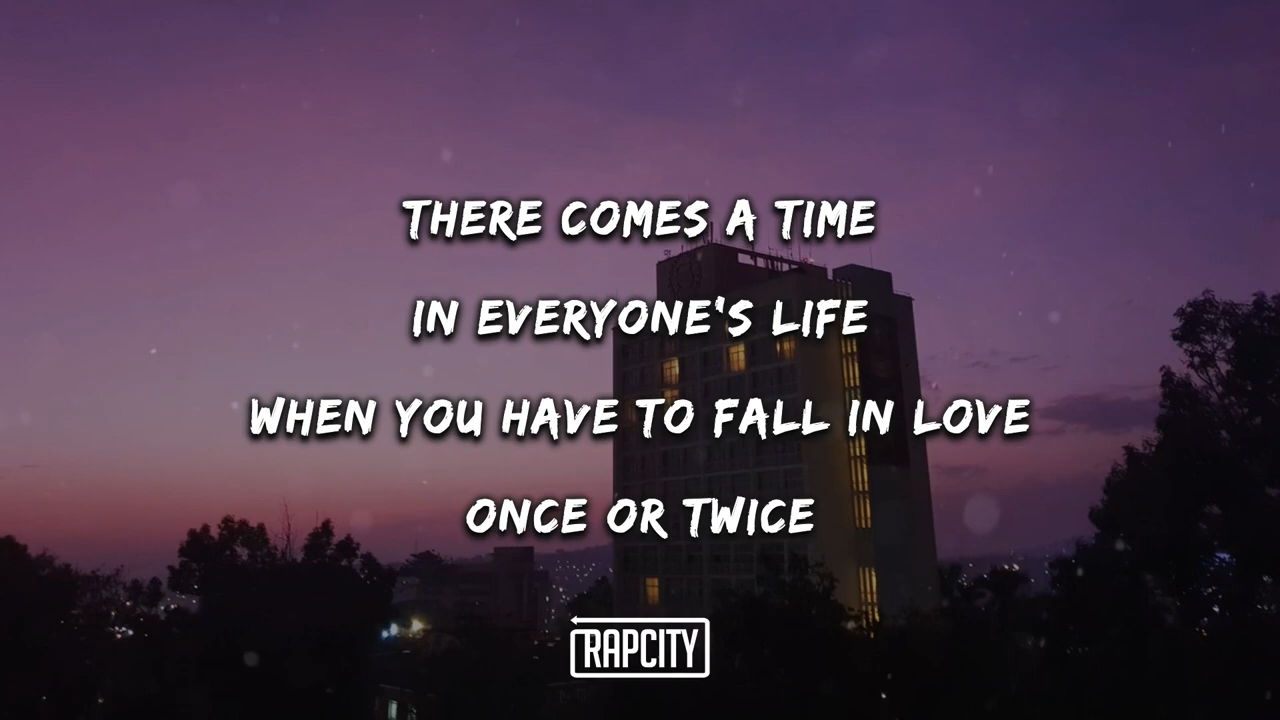 THERE COMES A TIME
IN EVERYONE'S LIFE
WHEN YOU HAVE TO FALL IN LOVE
ONCE OR TWICE
RAPCITY